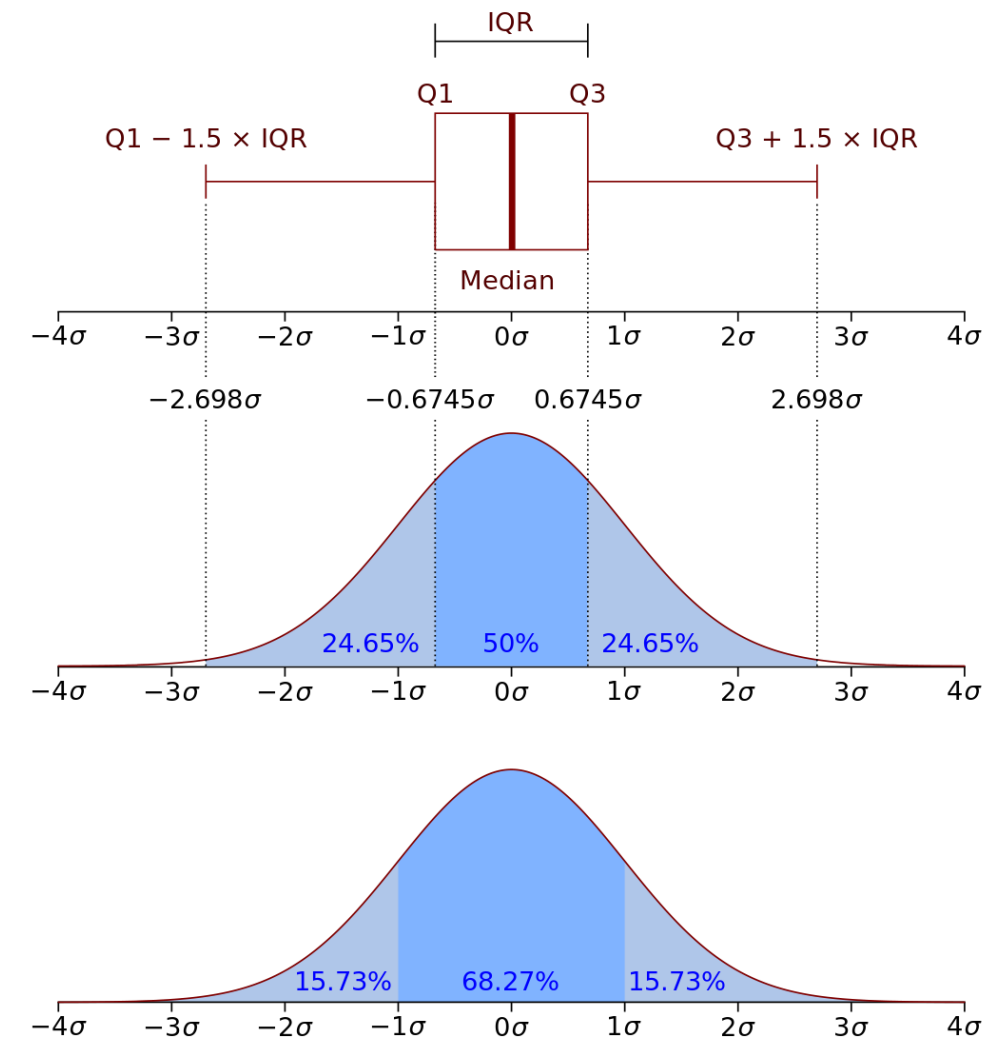 IQR
Q1 Q3
Q1 − 1.5 × IQR Q3 + 1.5 × IQR
Median
−4σ −3σ −2σ −1σ 0σ 1σ 2σ 3σ 4σ
−2.698σ −0.6745σ 0.6745σ 2.698σ
24.65% 50% 24.65%
−4σ −3σ −2σ −1σ 0σ 1σ 2σ 3σ 4σ
15.73% 68.27% 15.73%
−4σ −3σ −2σ −1σ 0σ 1σ 2σ 3σ 4σ